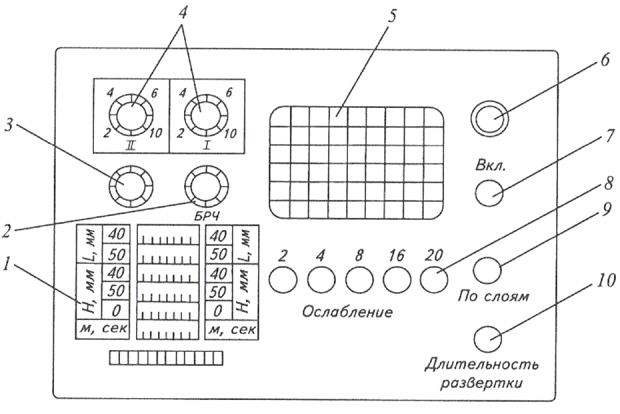 4
5
6
3
4 6
2 10
II
4 6
2 10
I
Вкл.
7
2
БРЧ
8
1
L, мм 40
50
H, мм 40
50
0
м, сек
40 L, мм
50
40 H, мм
50
0
м, сек
2 4 8 16 20
Ослабление
9
По слоям
10
Длительность
развертки